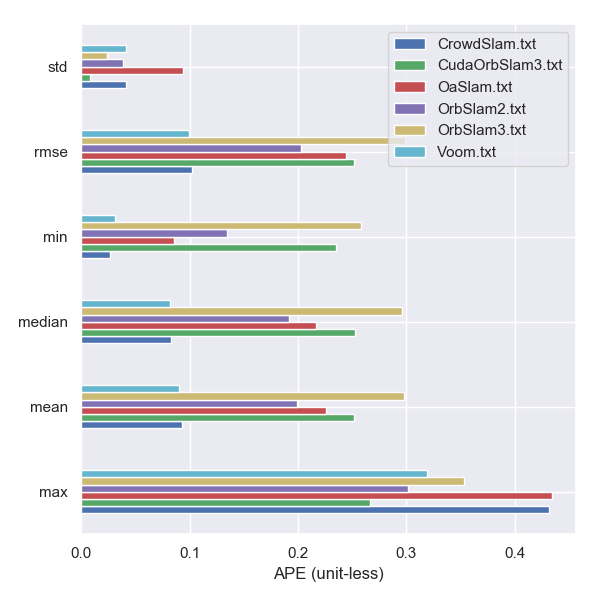 CrowdSlam.txt
CudaOrbSlam3.txt
OaSlam.txt
OrbSlam2.txt
OrbSlam3.txt
Voom.txt
std
rmse
min
median
mean
max
0.0 0.1 0.2 0.3 0.4
APE (unit-less)